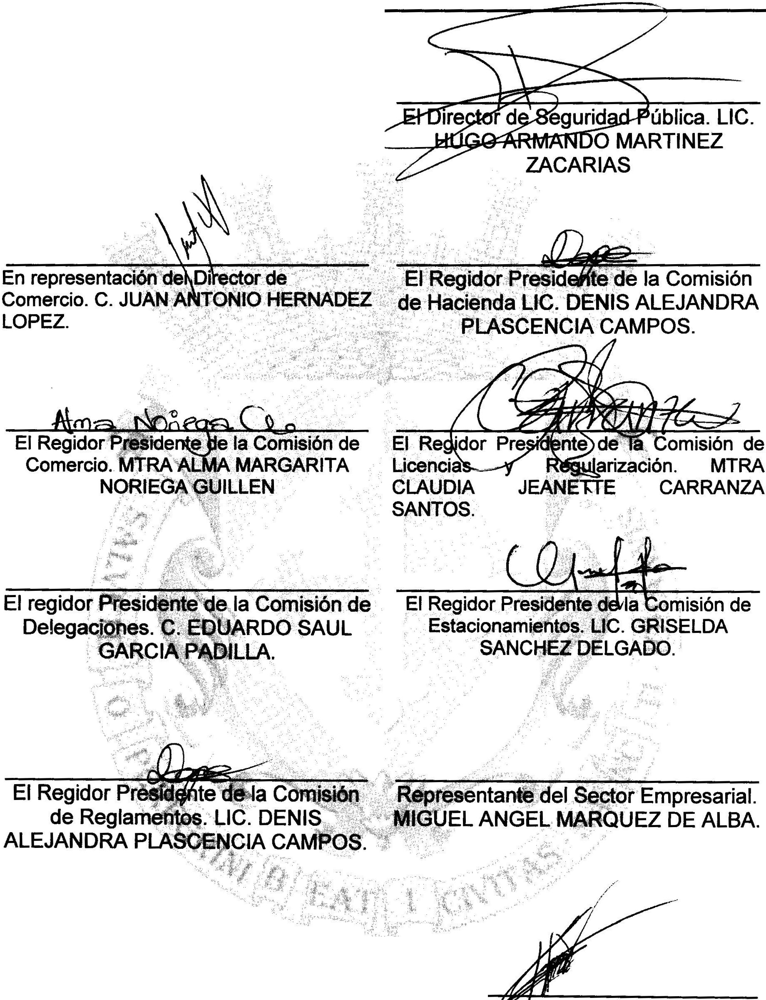 El Director de Seguridad Pública. LIC.
HUGO ARMANDO MARTINEZ
ZACARIAS
En representación del Director de
Comercio. C. JUAN ANTONIO HERNADEZ
LOPEZ.
El Regidor Presidente de la Comisión
de Hacienda LIC. DENIS ALEJANDRA
PLASCENCIA CAMPOS.
Alma Noriega
El Regidor Presidente de la Comisión de
Comercio. MTRA ALMA MARGARITA
NORIEGA GUILLEN
El Regidor Presidente de la Comisión de
Licencias y Regularización. MTRA
CLAUDIA JEANETTE CARRANZA
SANTOS.
El regidor Presidente de la Comisión de
Delegaciones. C. EDUARDO SAUL
GARCIA PADILLA.
El Regidor Presidente de la Comisión de
Estacionamientos. LIC. GRISELDA
SANCHEZ DELGADO.
El Regidor Presidente de la Comisión
de Reglamentos. LIC. DENIS
ALEJANDRA PLASCENCIA CAMPOS.
Representante del Sector Empresarial.
MIGUEL ANGEL MARQUEZ DE ALBA.